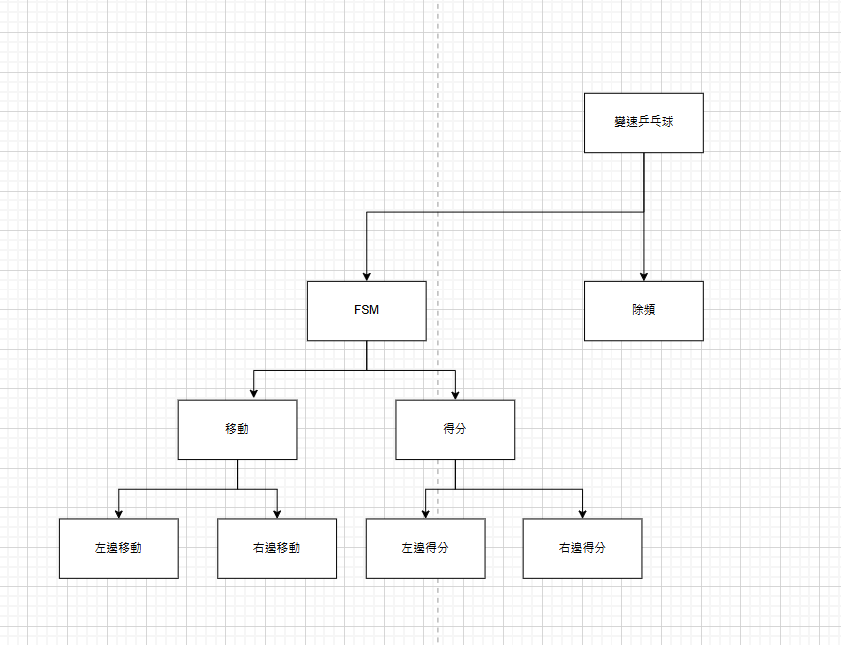 變速乒乓球
FSM
除頻
移動
得分
左邊移動
右邊移動
左邊得分
右邊得分